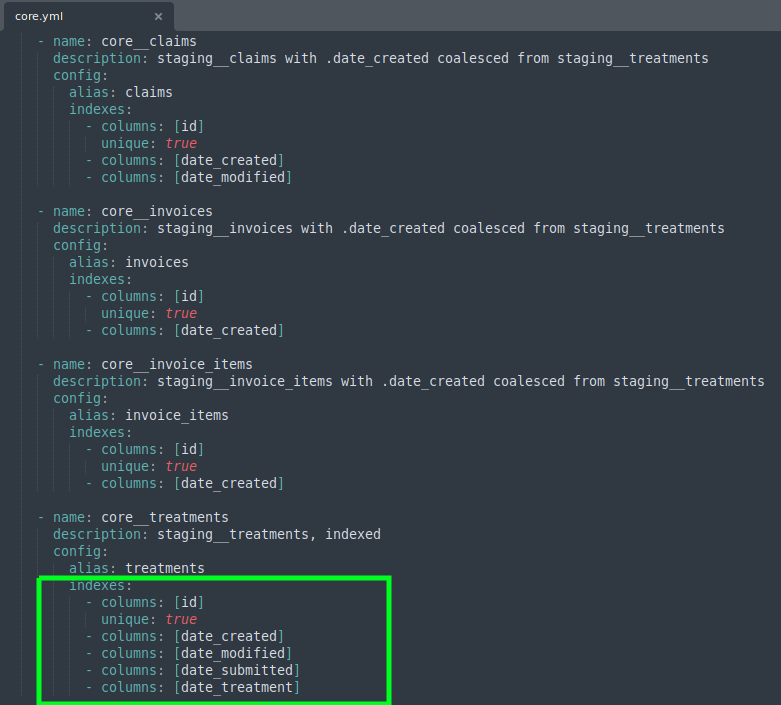 core.yml ×
- name: core__claims
description: staging__claims with .date_created coalesced from staging__treatments
config:
alias: claims
indexes:
- columns: [id]
unique: true
- columns: [date_created]
- columns: [date_modified]
- name: core__invoices
description: staging__invoices with .date_created coalesced from staging__treatments
config:
alias: invoices
indexes:
- columns: [id]
unique: true
- columns: [date_created]
- name: core__invoice_items
description: staging__invoice_items with .date_created coalesced from staging__treatments
config:
alias: invoice_items
indexes:
- columns: [id]
unique: true
- columns: [date_created]
- name: core__treatments
description: staging__treatments, indexed
config:
alias: treatments
indexes:
- columns: [id]
unique: true
- columns: [date_created]
- columns: [date_modified]
- columns: [date_submitted]
- columns: [date_treatment]